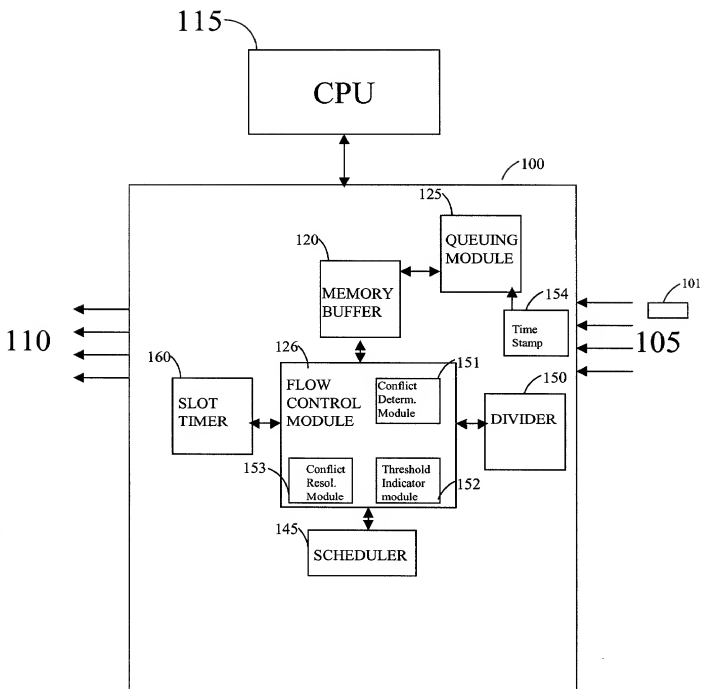 115
CPU
100
125
QUEUING
MODULE
120
MEMORY
BUFFER
154
Time
Stamp
101
105
110
160
SLOT
TIMER
126
FLOW
CONTROL
MODULE
151
Conflict
Determ.
Module
150
DIVIDER
153
Conflict
Resol.
Module
Threshold
Indicator
module
152
145
SCHEDULER